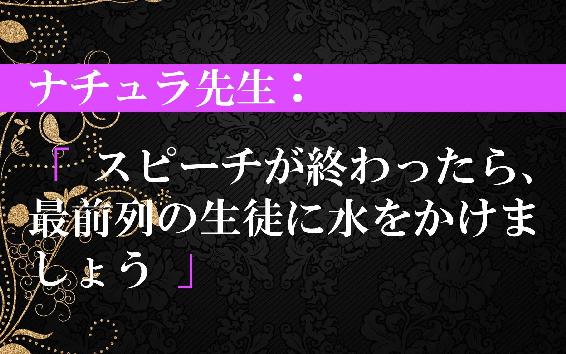 ナチュラ先生：
「 スピーチが終わったら、
最前列の生徒に水をかけま
しょう 」